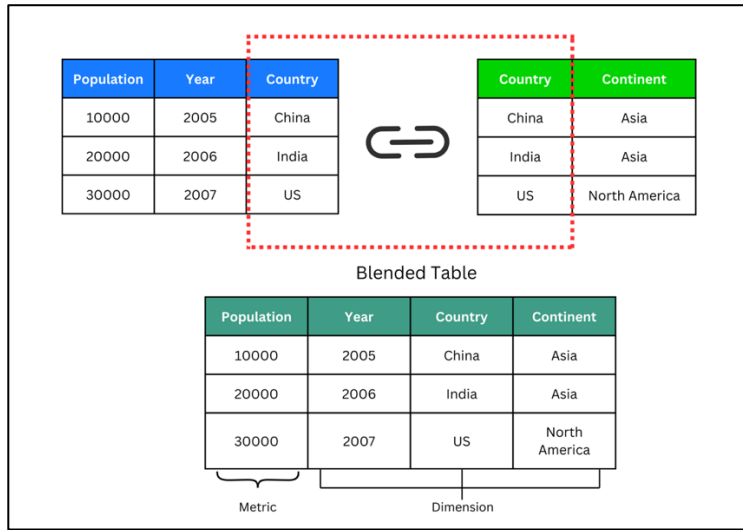 Population Year Country
10000 2005 China
20000 2006 India
30000 2007 US
Country Continent
China Asia
India Asia
US North America
Blended Table
Population Year Country Continent
10000 2005 China Asia
20000 2006 India Asia
30000 2007 US North
America
Metric Dimension